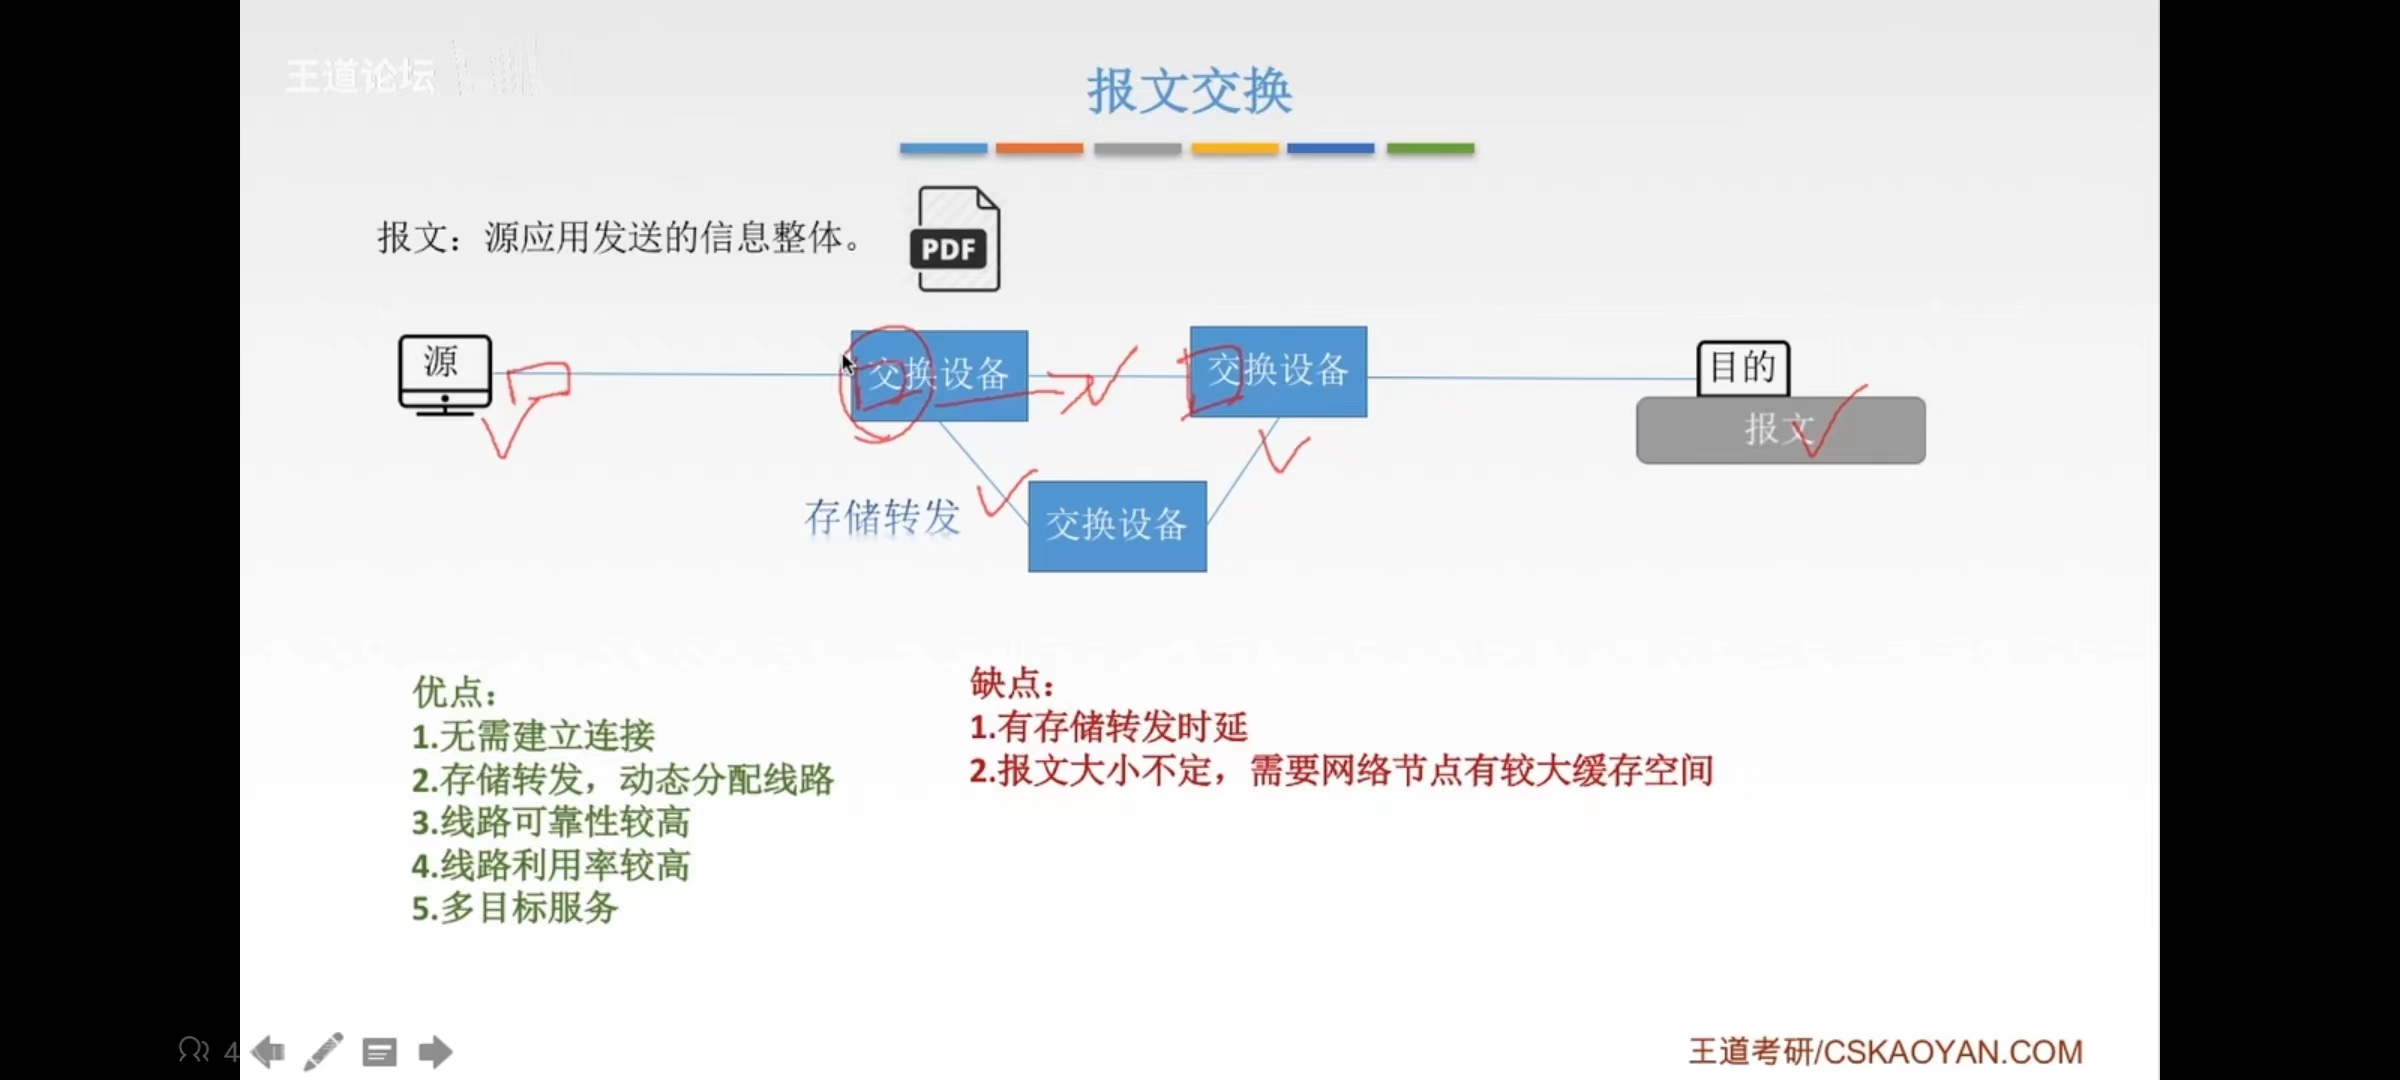 王道论坛
报文交换
报文：源应用发送的信息整体。
PDF
源
交换设备
交换设备
目的
报文
存储转发
交换设备
优点：
1.无需建立连接
2.存储转发，动态分配线路
3.线路可靠性较高
4.线路利用率较高
5.多目标服务
缺点：
1.有存储转发时延
2.报文大小不定，需要网络节点有较大缓存空间
4
王道考研/CSKAOYAN.COM